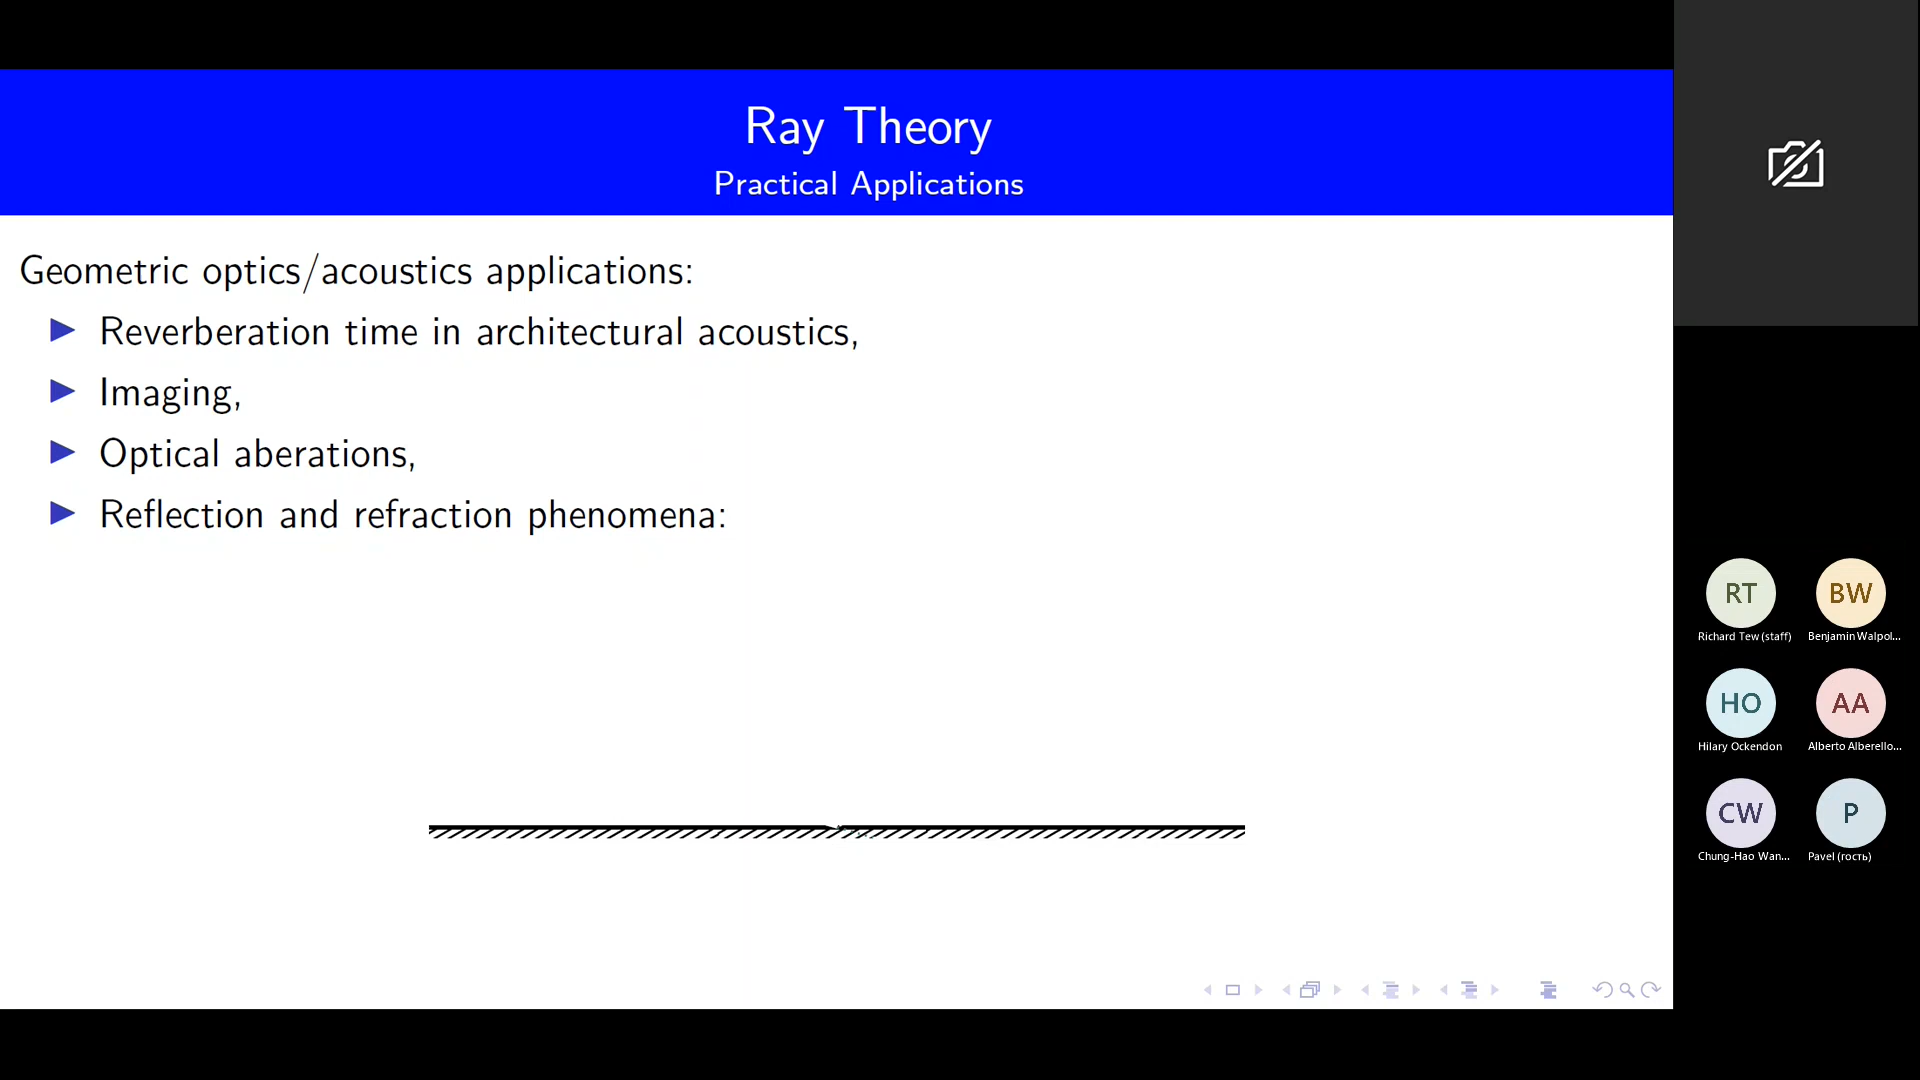 Ray Theory
Practical Applications
Geometric optics/acoustics applications:
Reverberation time in architectural acoustics,
Imaging,
Optical aberations,
Reflection and refraction phenomena:
RT
BW
Richard Tew (staff)
Benjamin Walpol...
HO
AA
Hilary Ockendon
Alberto Alberello...
CW
P
Chung-Hao Wan...
Pavel (гость)